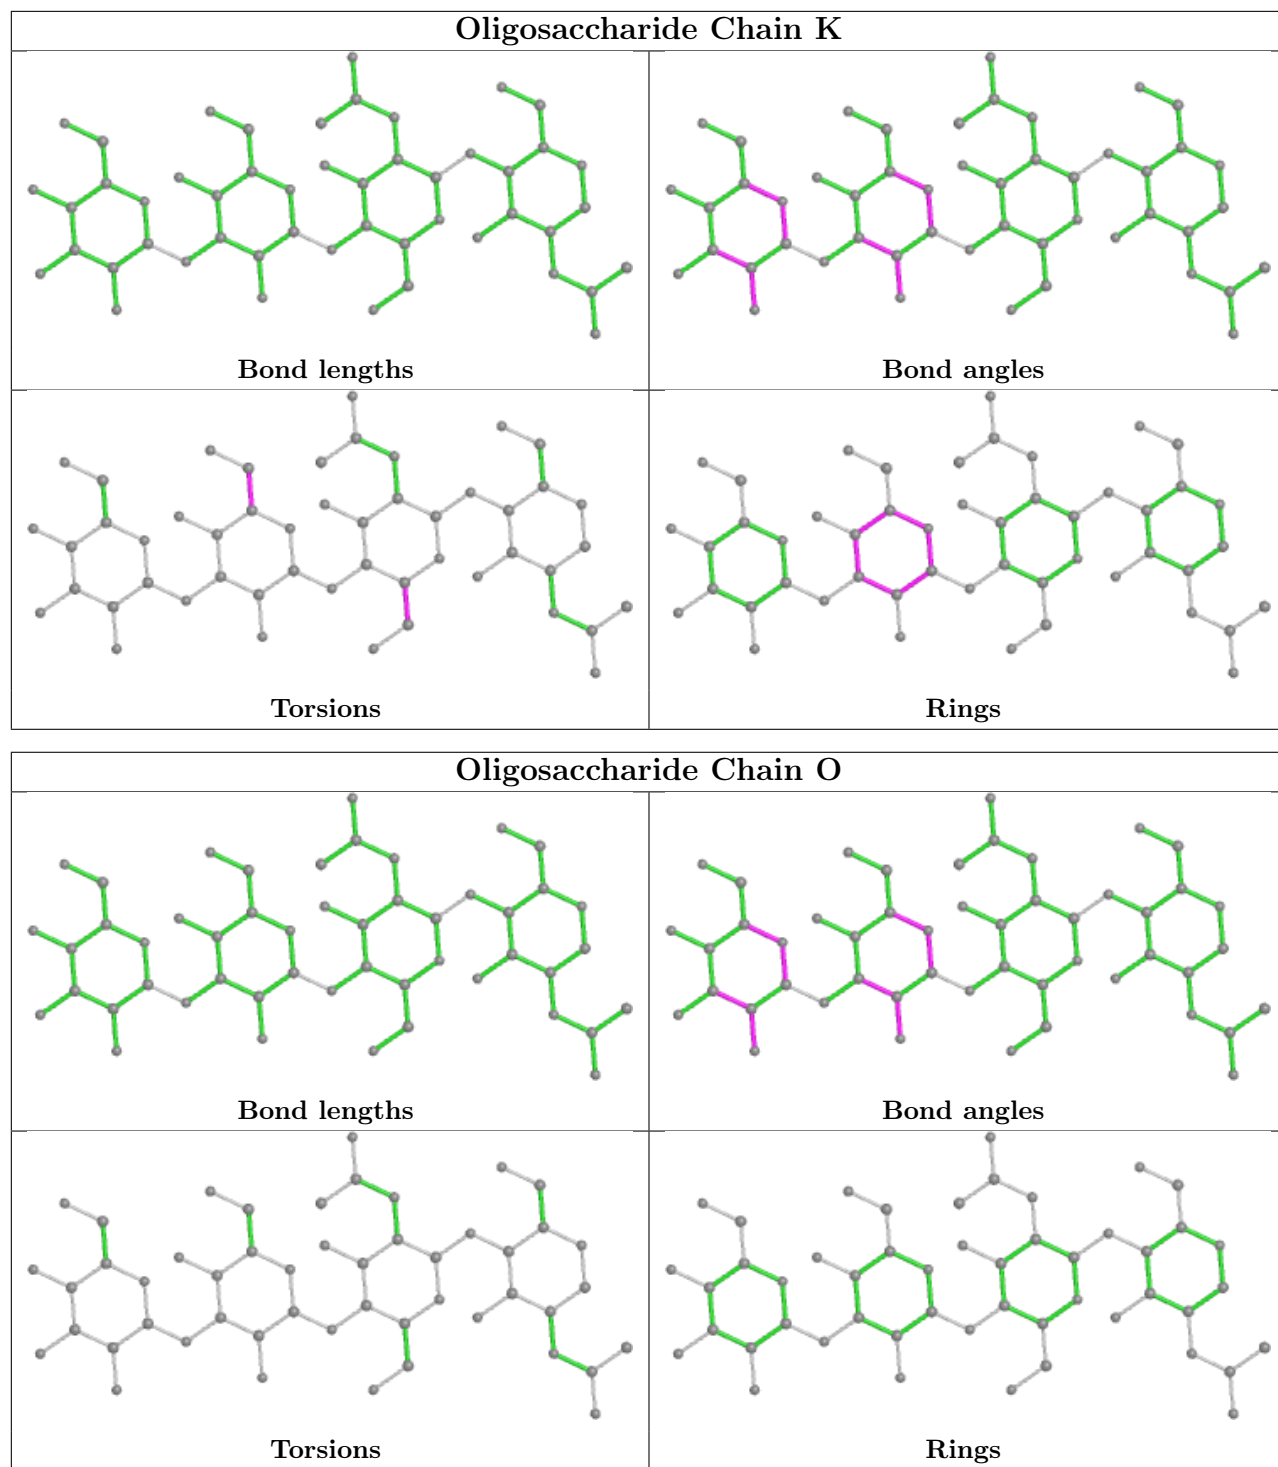 Oligosaccharide Chain K
Bond lengths
Bond angles
Torsions
Rings
Oligosaccharide Chain O
Bond lengths
Bond angles
Torsions
Rings